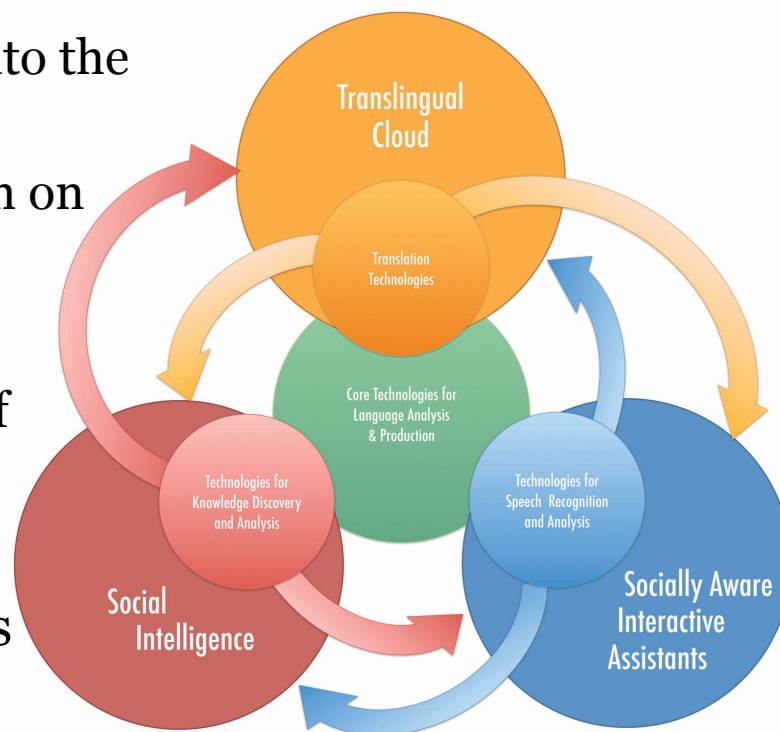 nto the
n on
f
s
Translingual
Cloud
Translation
Technologies
Core Technologies for
Language Analysis
& Production
Technologies for
Knowledge Discovery
and Analysis
Technologies for
Speech Recognition
and Analysis
Social
Intelligence
Socially Aware
Interactive
Assistants